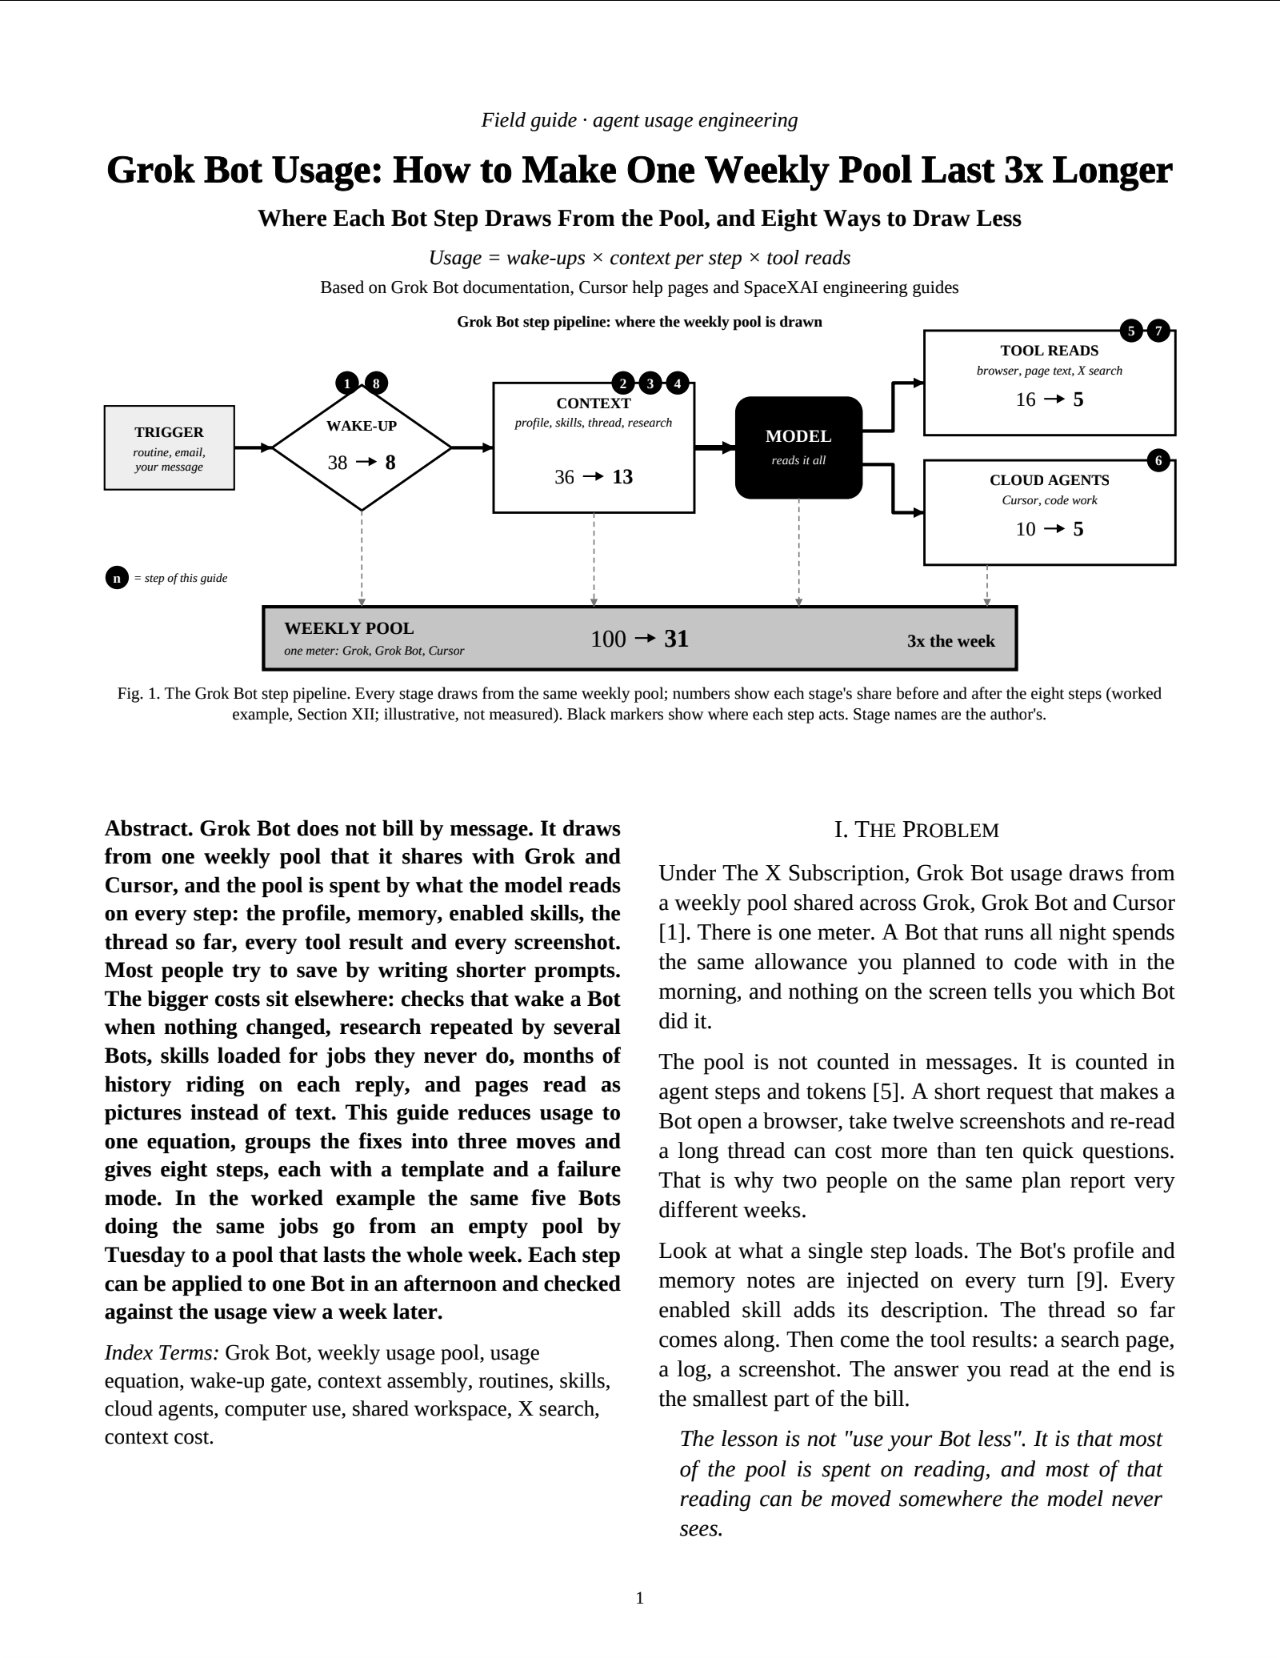 Field guide · agent usage engineering
Grok Bot Usage: How to Make One Weekly Pool Last 3x Longer
Where Each Bot Step Draws From the Pool, and Eight Ways to Draw Less
Usage = wake-ups × context per step × tool reads
Based on Grok Bot documentation, Cursor help pages and SpaceXAI engineering guides
Grok Bot step pipeline: where the weekly pool is drawn
TRIGGER
routine, email,
your message
1 8
WAKE-UP
38 → 8
2 3 4
CONTEXT
profile, skills, thread, research
36 → 13
MODEL
reads it all
5 7
TOOL READS
browser, page text, X search
16 → 5
6
CLOUD AGENTS
Cursor, code work
10 → 5
n = step of this guide
WEEKLY POOL
one meter: Grok, Grok Bot, Cursor
100 → 31
3x the week
Fig. 1. The Grok Bot step pipeline. Every stage draws from the same weekly pool; numbers show each stage's share before and after the eight steps (worked
example, Section XII; illustrative, not measured). Black markers show where each step acts. Stage names are the author's.
Abstract. Grok Bot does not bill by message. It draws
from one weekly pool that it shares with Grok and
Cursor, and the pool is spent by what the model reads
on every step: the profile, memory, enabled skills, the
thread so far, every tool result and every screenshot.
Most people try to save by writing shorter prompts.
The bigger costs sit elsewhere: checks that wake a Bot
when nothing changed, research repeated by several
Bots, skills loaded for jobs they never do, months of
history riding on each reply, and pages read as
pictures instead of text. This guide reduces usage to
one equation, groups the fixes into three moves and
gives eight steps, each with a template and a failure
mode. In the worked example the same five Bots
doing the same jobs go from an empty pool by
Tuesday to a pool that lasts the whole week. Each step
can be applied to one Bot in an afternoon and checked
against the usage view a week later.
Index Terms: Grok Bot, weekly usage pool, usage
equation, wake-up gate, context assembly, routines, skills,
cloud agents, computer use, shared workspace, X search,
context cost.
I. THE PROBLEM
Under The X Subscription, Grok Bot usage draws from
a weekly pool shared across Grok, Grok Bot and Cursor
[1]. There is one meter. A Bot that runs all night spends
the same allowance you planned to code with in the
morning, and nothing on the screen tells you which Bot
did it.
The pool is not counted in messages. It is counted in
agent steps and tokens [5]. A short request that makes a
Bot open a browser, take twelve screenshots and re-read
a long thread can cost more than ten quick questions.
That is why two people on the same plan report very
different weeks.
Look at what a single step loads. The Bot's profile and
memory notes are injected on every turn [9]. Every
enabled skill adds its description. The thread so far
comes along. Then come the tool results: a search page,
a log, a screenshot. The answer you read at the end is
the smallest part of the bill.
The lesson is not "use your Bot less". It is that most
of the pool is spent on reading, and most of that
reading can be moved somewhere the model never
sees.
1